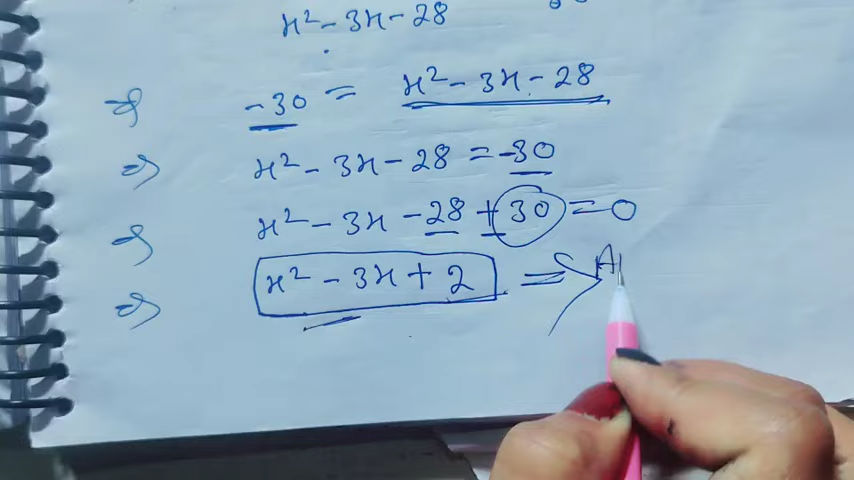 x² - 3x - 28
⇒ -30 = x² - 3x - 28
⇒ x² - 3x - 28 = -30
⇒ x² - 3x - 28 + 30 = 0
⇒ x² - 3x + 2 ⇒ A